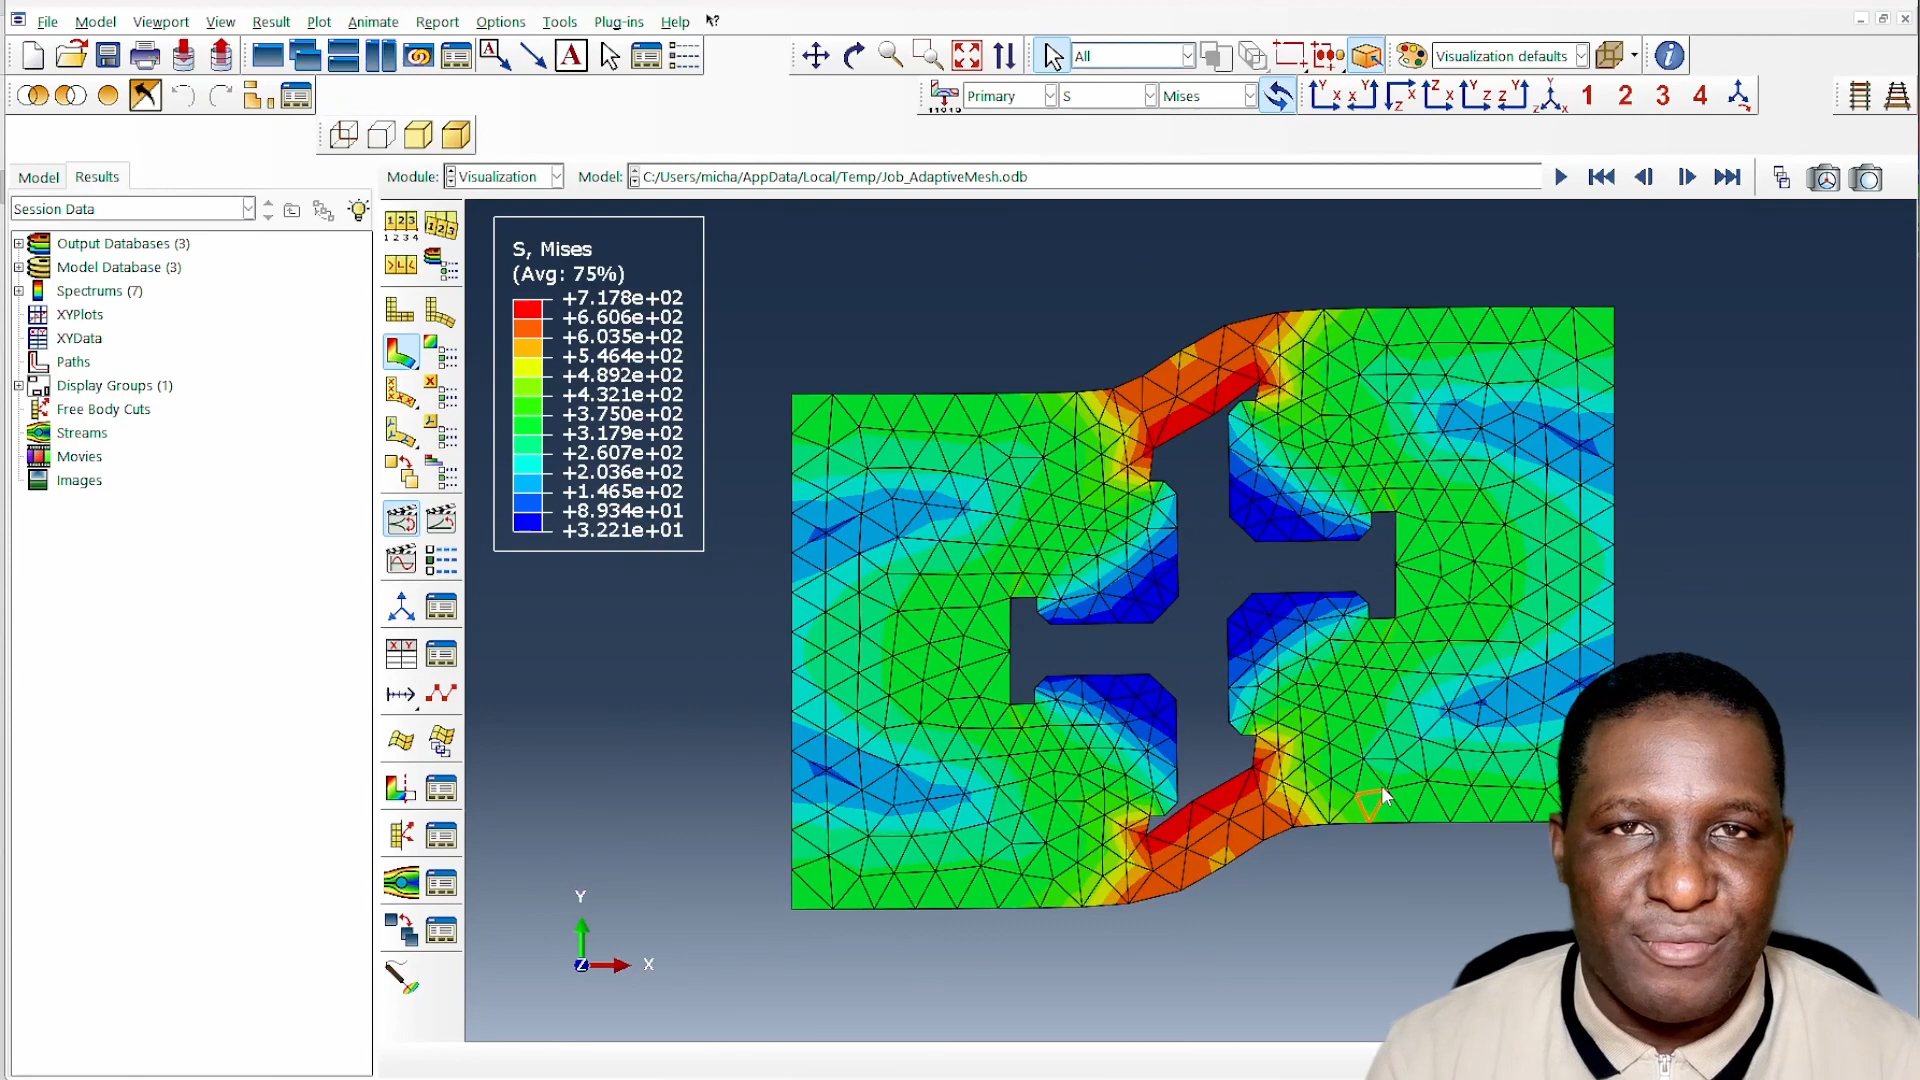 File Model Viewport View Result Plot Animate Report Options Tools Plug-ins Help
All Visualization defaults
Primary S Mises 1 2 3 4
Model Results Module: Visualization Model: C:/Users/micha/AppData/Local/Temp/Job_AdaptiveMesh.odb
Session Data
Output Databases (3)
Model Database (3)
Spectrums (7)
XYPlots
XYData
Paths
Display Groups (1)
Free Body Cuts
Streams
Movies
Images
S, Mises
(Avg: 75%)
+7.178e+02
+6.606e+02
+6.035e+02
+5.464e+02
+4.892e+02
+4.321e+02
+3.750e+02
+3.179e+02
+2.607e+02
+2.036e+02
+1.465e+02
+8.934e+01
+3.221e+01
Y
Z X